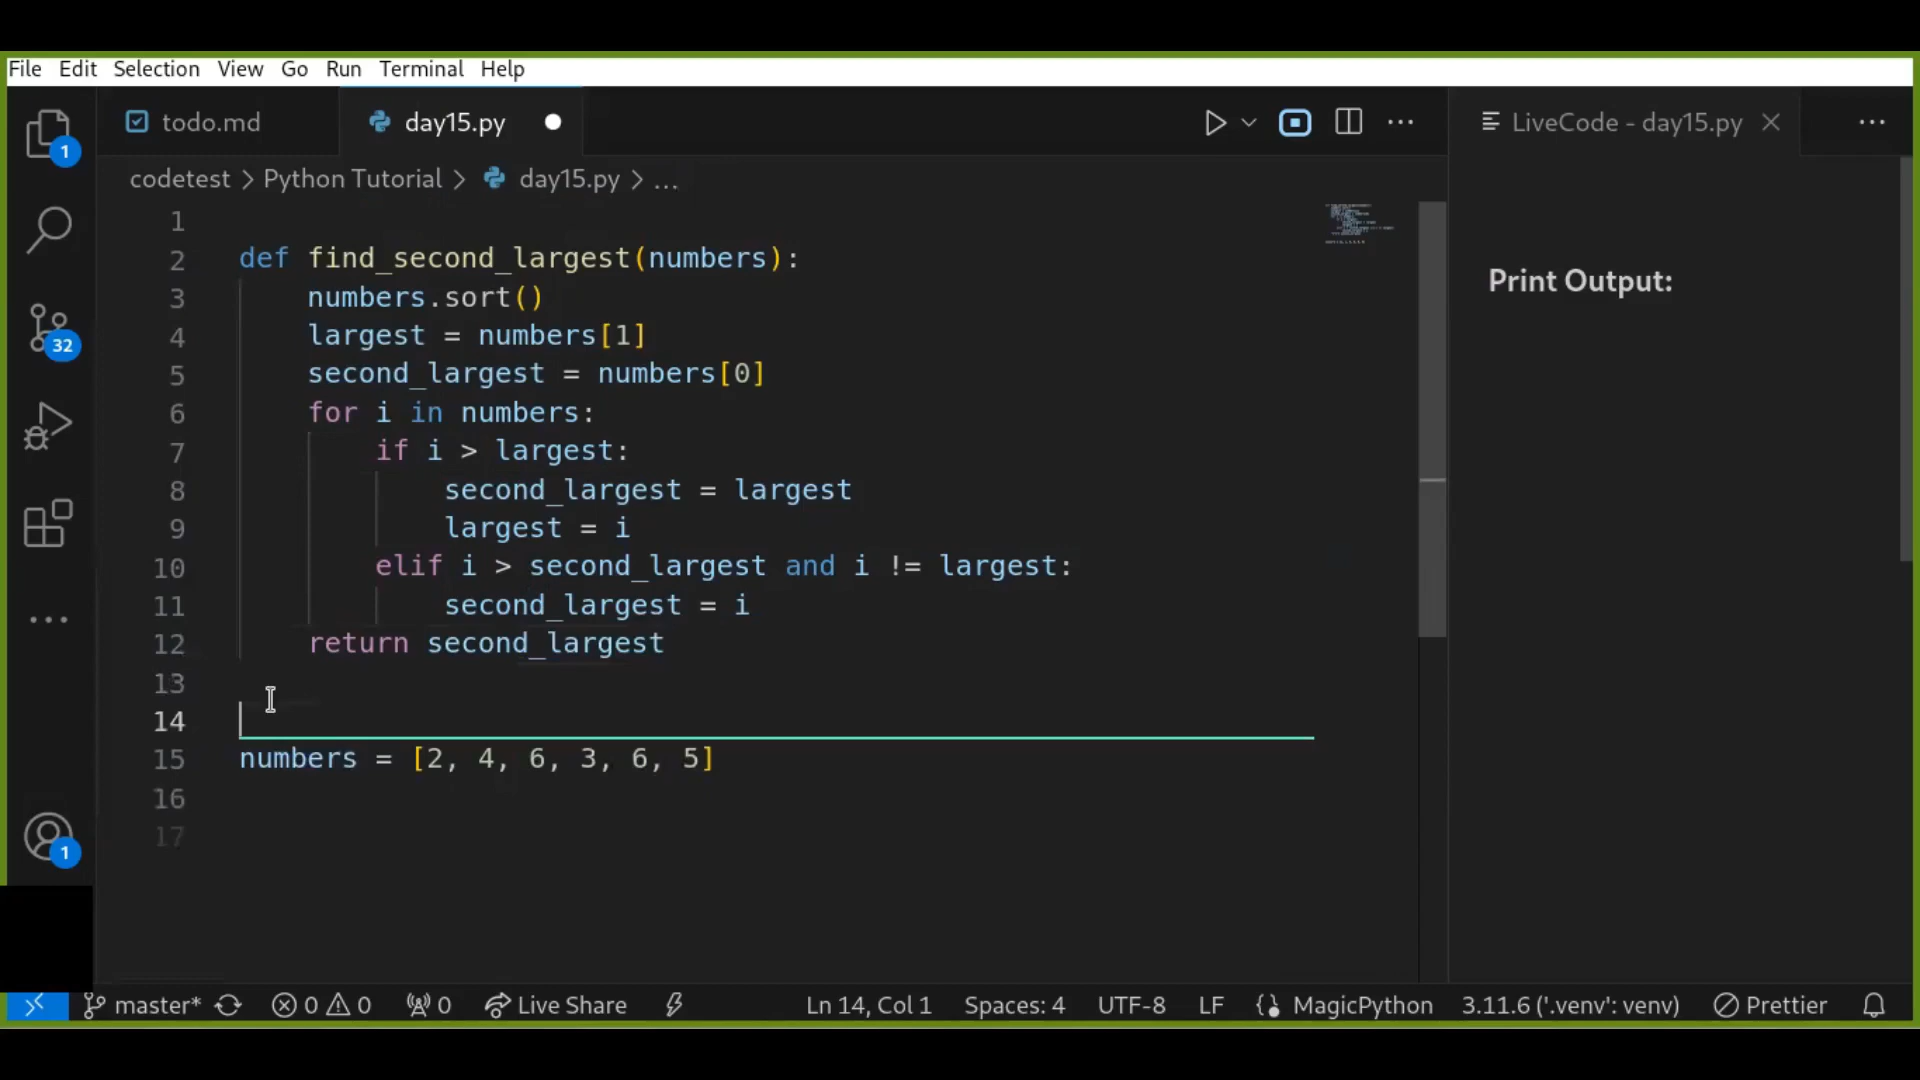 File Edit Selection View Go Run Terminal Help
todo.md day15.py LiveCode - day15.py
codetest > Python Tutorial > day15.py > ...
1
2 def find_second_largest(numbers):
3     numbers.sort()
4     largest = numbers[1]
5     second_largest = numbers[0]
6     for i in numbers:
7         if i > largest:
8             second_largest = largest
9             largest = i
10         elif i > second_largest and i != largest:
11             second_largest = i
12     return second_largest
13
14
15 numbers = [2, 4, 6, 3, 6, 5]
16
17
Print Output:
1
32
1
master* 0 0 0 Live Share Ln 14, Col 1 Spaces: 4 UTF-8 LF MagicPython 3.11.6 ('.venv': venv) Prettier